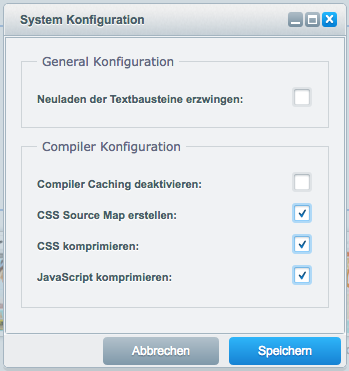 System Konfiguration
General Konfiguration
Neuladen der Textbausteine erzwingen:
Compiler Konfiguration
Compiler Caching deaktivieren:
CSS Source Map erstellen:
CSS komprimieren:
JavaScript komprimieren:
Abbrechen Speichern